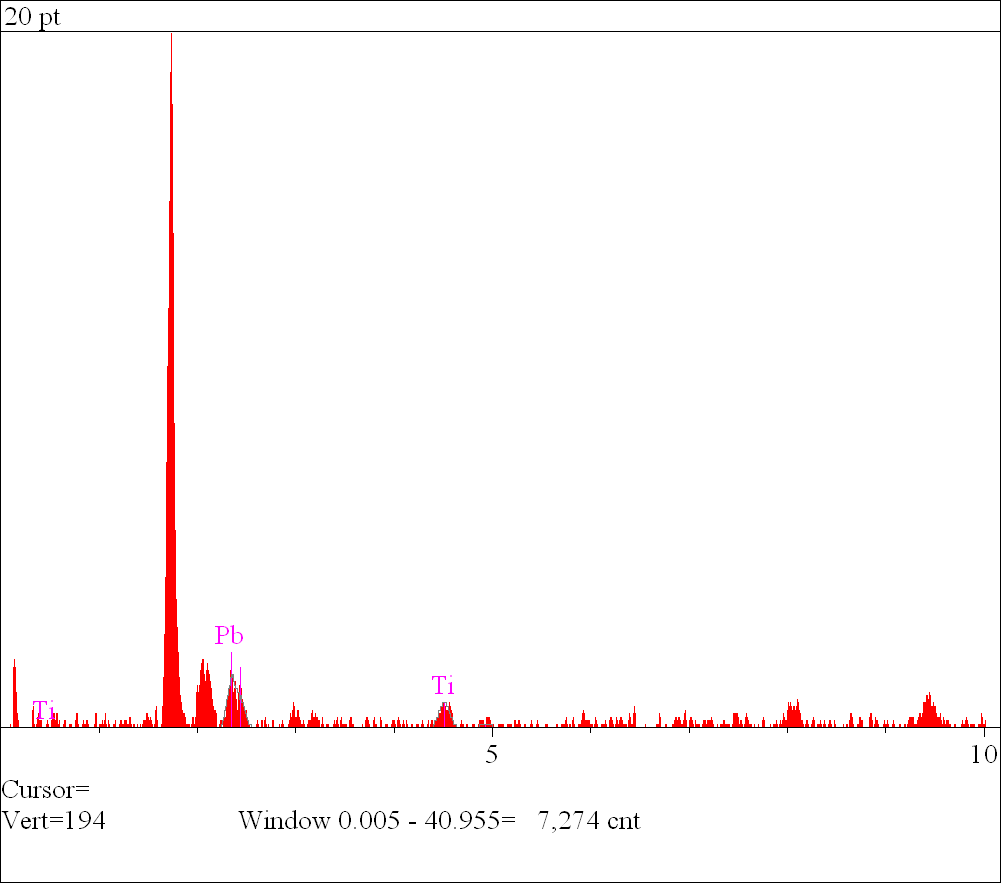 20 pt
Pb
Ti
Ti
5 10
Cursor=
Vert=194 Window 0.005 - 40.955= 7,274 cnt